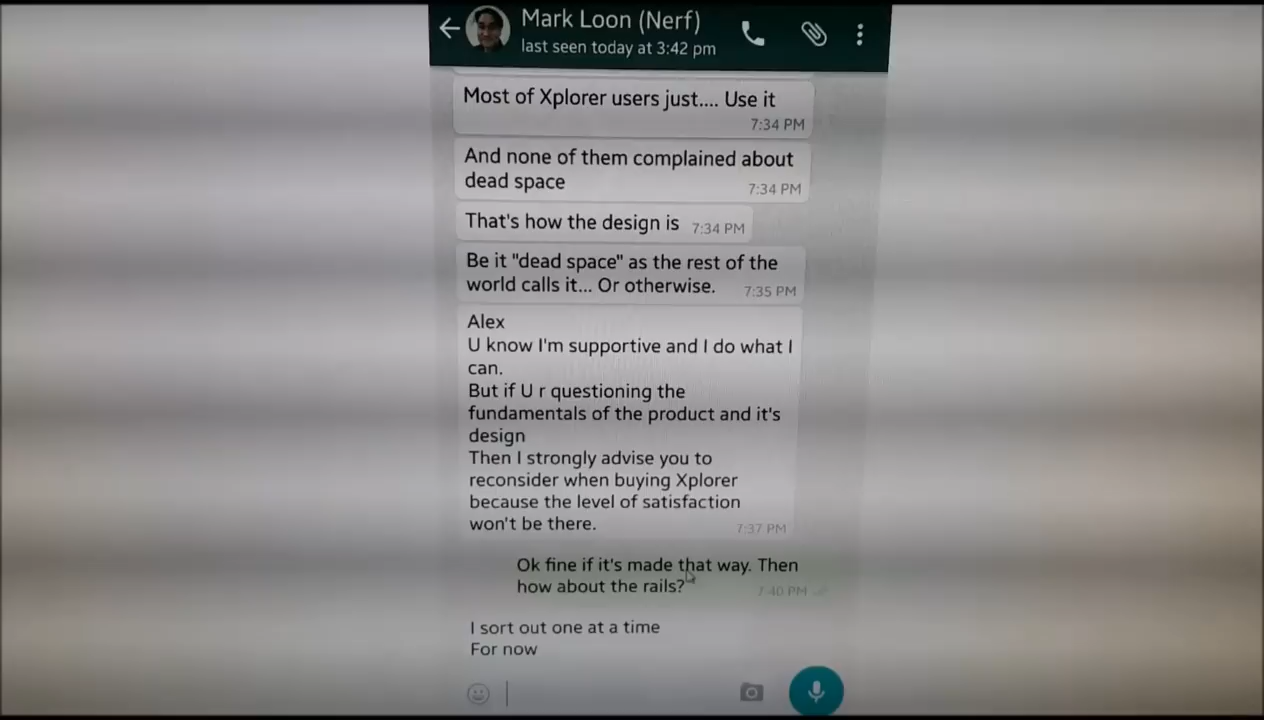 Mark Loon (Nerf)
last seen today at 3:42 pm
Most of Xplorer users just.... Use it
7:34 PM
And none of them complained about
dead space
7:34 PM
That's how the design is 7:34 PM
Be it "dead space" as the rest of the
world calls it... Or otherwise. 7:35 PM
Alex
U know I'm supportive and I do what I
can.
But if U r questioning the
fundamentals of the product and it's
design
Then I strongly advise you to
reconsider when buying Xplorer
because the level of satisfaction
won't be there. 7:37 PM
Ok fine if it's made that way. Then
how about the rails? 7:40 PM
I sort out one at a time
For now